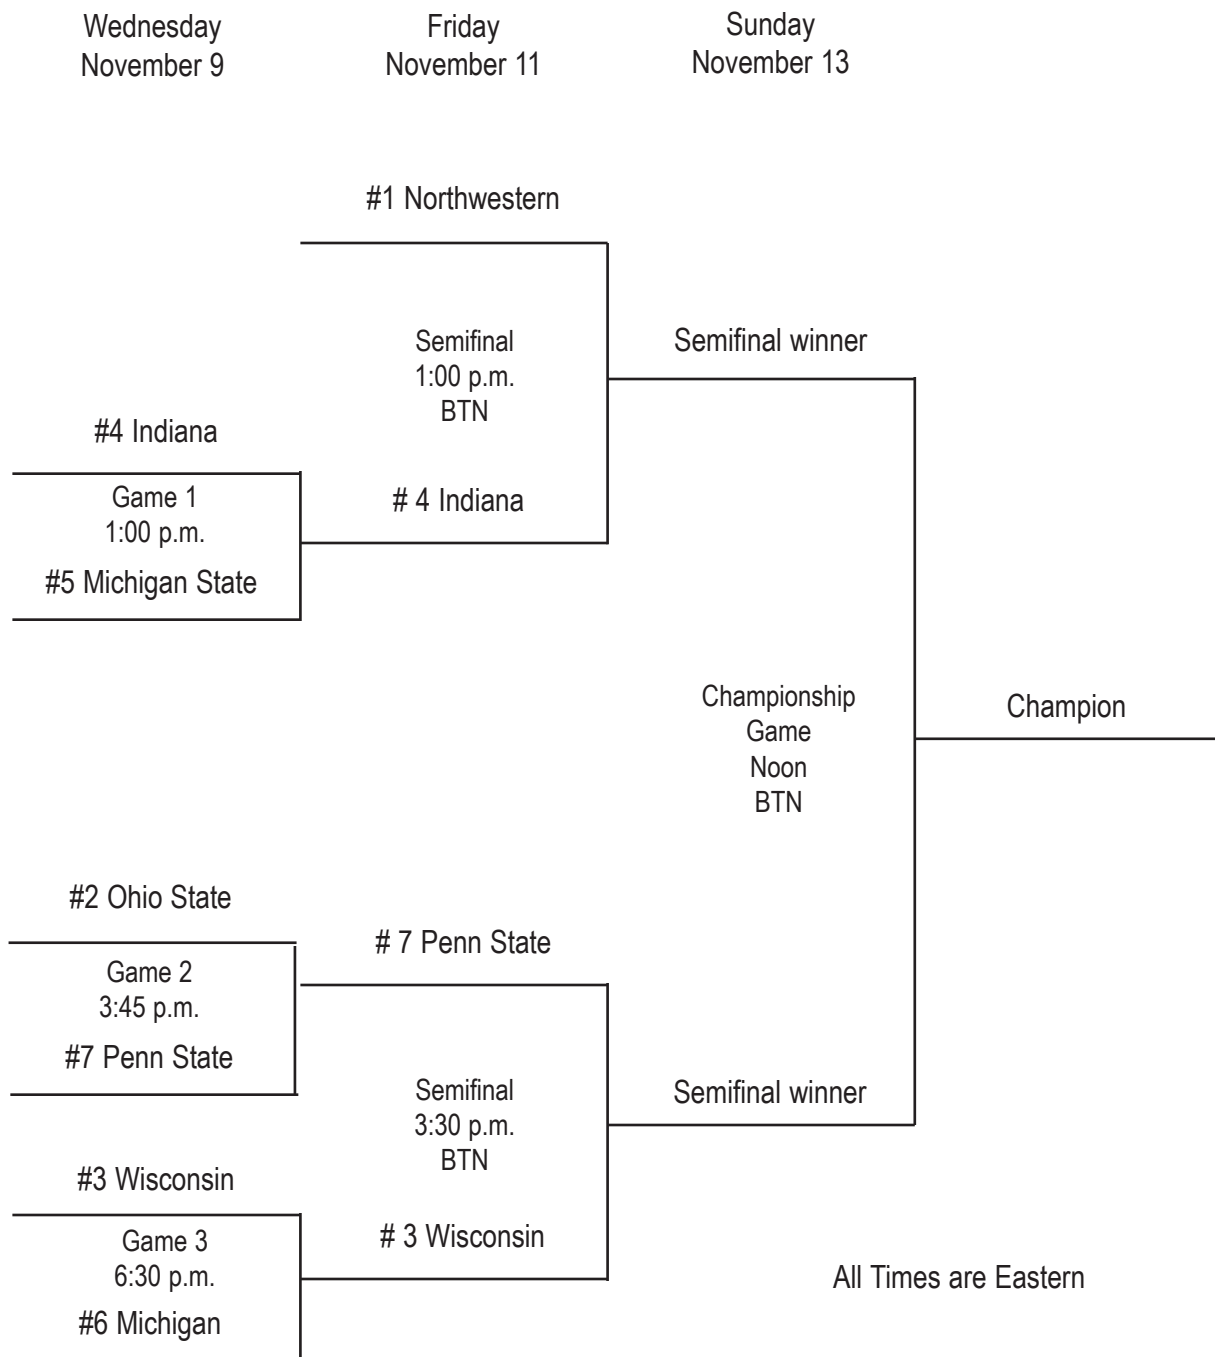 Wednesday
November 9
Friday
November 11
Sunday
November 13
#1 Northwestern
Semifinal
1:00 p.m.
BTN
Semifinal winner
#4 Indiana
Game 1
1:00 p.m.
# 4 Indiana
#5 Michigan State
Championship
Game
Noon
BTN
Champion
#2 Ohio State
Game 2
3:45 p.m.
# 7 Penn State
#7 Penn State
Semifinal
3:30 p.m.
BTN
Semifinal winner
#3 Wisconsin
Game 3
6:30 p.m.
# 3 Wisconsin
#6 Michigan
All Times are Eastern